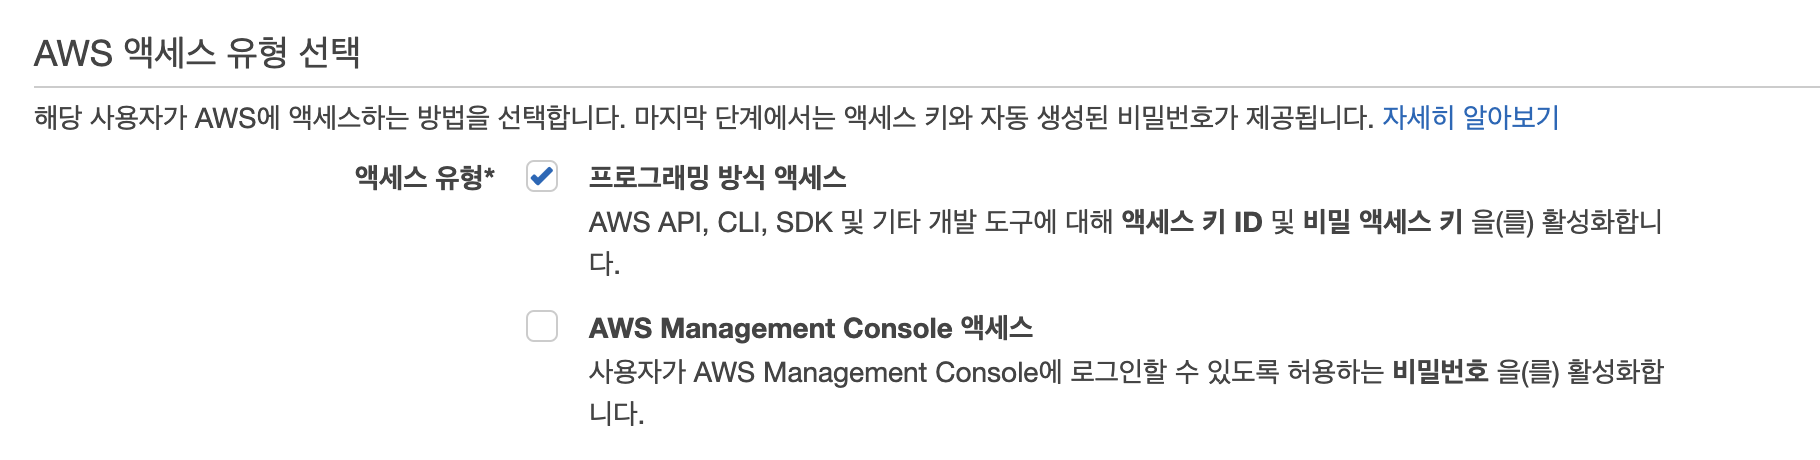 AWS 액세스 유형 선택
해당 사용자가 AWS에 액세스하는 방법을 선택합니다. 마지막 단계에서는 액세스 키와 자동 생성된 비밀번호가 제공됩니다. 자세히 알아보기
액세스 유형* 프로그래밍 방식 액세스
AWS API, CLI, SDK 및 기타 개발 도구에 대해 액세스 키 ID 및 비밀 액세스 키 을(를) 활성화합니
다.
AWS Management Console 액세스
사용자가 AWS Management Console에 로그인할 수 있도록 허용하는 비밀번호 을(를) 활성화합
니다.